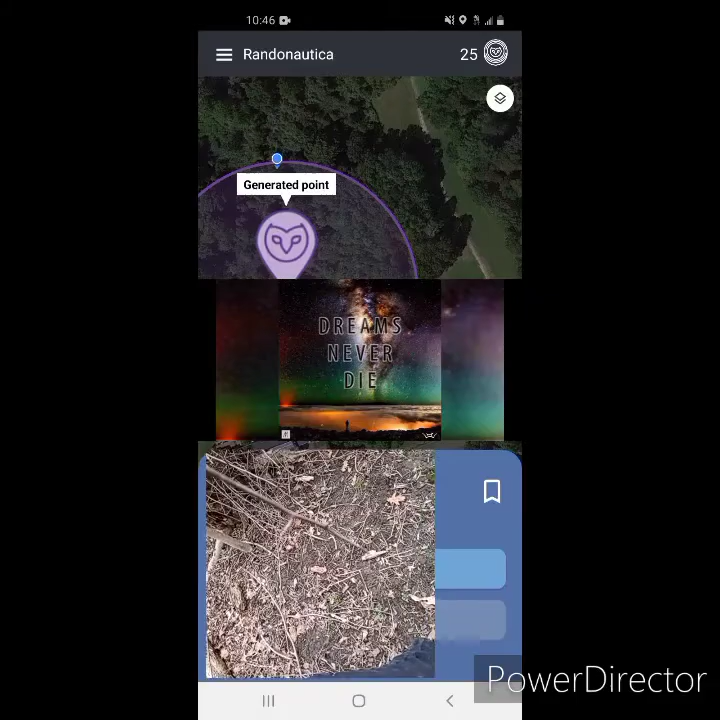 10:46
Randonautica
25
Generated point
DREAMS
NEVER
DIE
PowerDirector